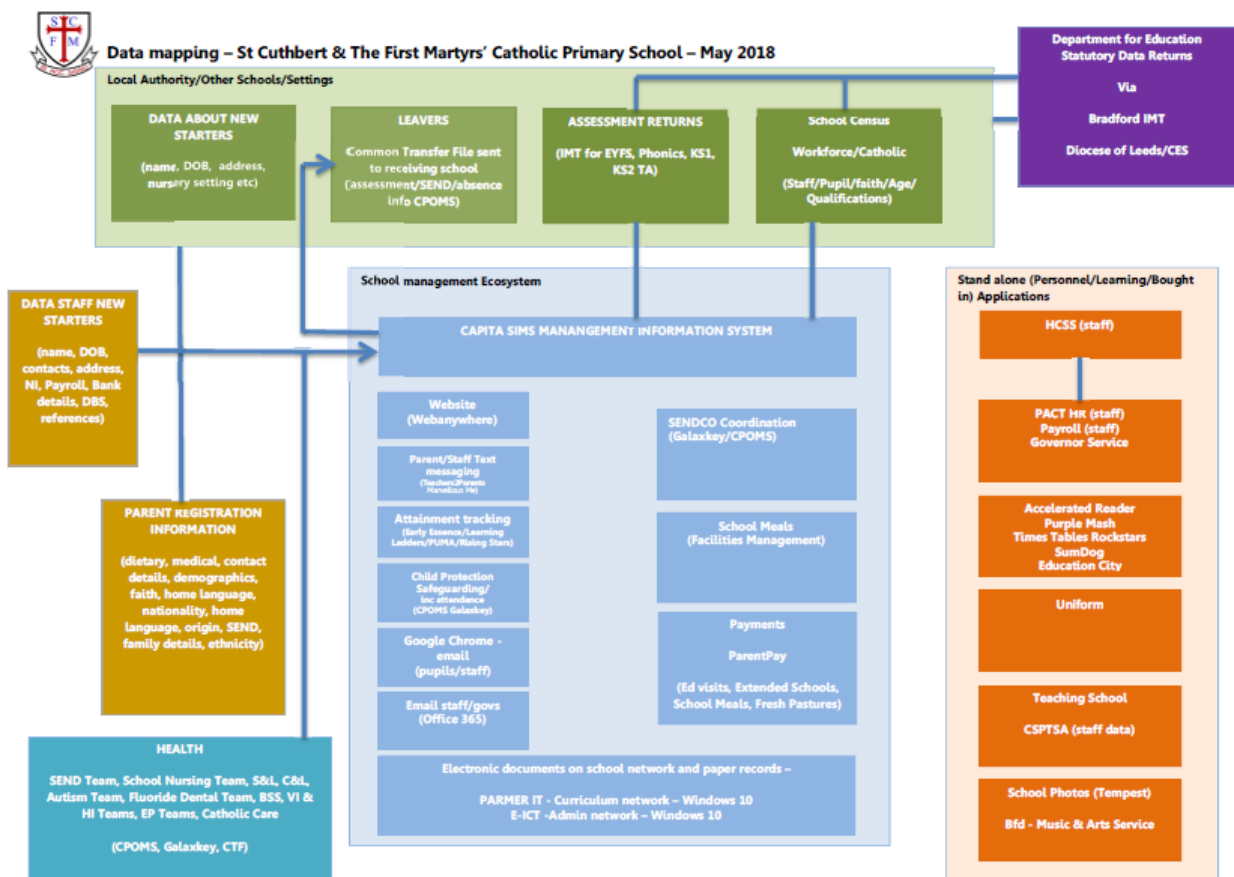 S C
F M
Data mapping – St Cuthbert & The First Martyrs' Catholic Primary School – May 2018
Local Authority/Other Schools/Settings
DATA ABOUT NEW
STARTERS
(name, DOB, address,
nursery setting etc)
LEAVERS
Common Transfer File sent
to receiving school
(assessment/SEND/absence
info CPOMS)
ASSESSMENT RETURNS
(IMT for EYFS, Phonics, KS1,
KS2 TA)
School Census
Workforce/Catholic
(Staff/Pupil/faith/Age/
Qualifications)
Department for Education
Statutory Data Returns
Via
Bradford IMT
Diocese of Leeds/CES
DATA STAFF NEW
STARTERS
(name, DOB,
contacts, address,
NI, Payroll, Bank
details, DBS,
references)
PARENT REGISTRATION
INFORMATION
(dietary, medical, contact
details, demographics,
faith, home language,
nationality, home
language, origin, SEND,
family details, ethnicity)
HEALTH
SEND Team, School Nursing Team, S&L, C&L,
Autism Team, Fluoride Dental Team, BSS, VI &
HI Teams, EP Teams, Catholic Care
(CPOMS, Galaxkey, CTF)
School management Ecosystem
CAPITA SIMS MANANGEMENT INFORMATION SYSTEM
Website
(Webanywhere)
Parent/Staff Text
messaging
(Teachers2Parents
Marvellous Me)
Attainment tracking
(Early Essence/Learning
Ladders/PUMA/Rising Stars)
Child Protection
Safeguarding/
inc attendance
(CPOMS Galaxkey)
Google Chrome -
email
(pupils/staff)
Email staff/govs
(Office 365)
SENDCO Coordination
(Galaxkey/CPOMS)
School Meals
(Facilities Management)
Payments
ParentPay
(Ed visits, Extended Schools,
School Meals, Fresh Pastures)
Electronic documents on school network and paper records –
PARMER IT - Curriculum network – Windows 10
E-ICT -Admin network – Windows 10
Stand alone (Personnel/Learning/Bought
in) Applications
HCSS (staff)
PACT HR (staff)
Payroll (staff)
Governor Service
Accelerated Reader
Purple Mash
Times Tables Rockstars
SumDog
Education City
Uniform
Teaching School
CSPTSA (staff data)
School Photos (Tempest)
Bfd - Music & Arts Service